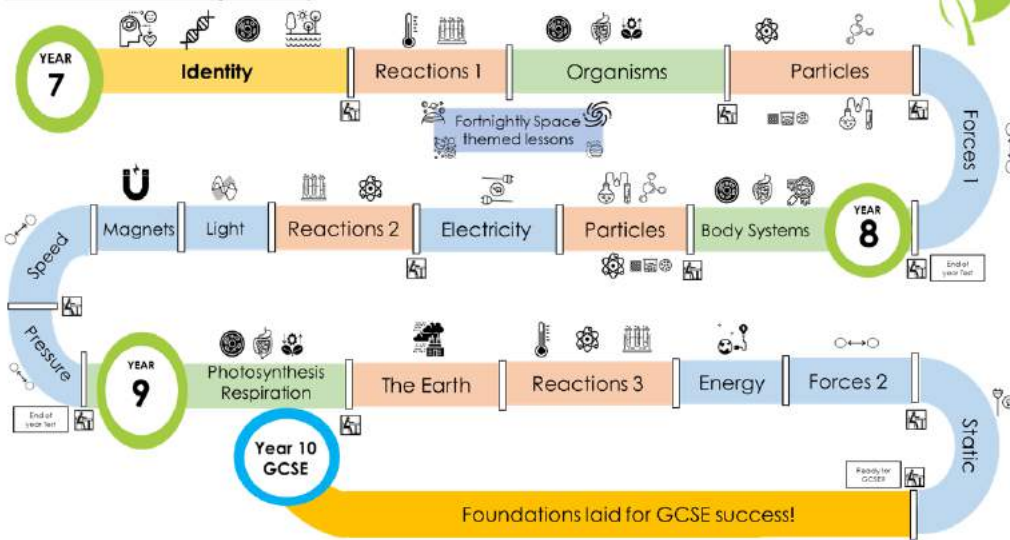 YEAR
7
Identity
Reactions 1
Organisms
Particles
Fortnightly Space
themed lessons
Forces 1
End of
year Test
YEAR
8
Body Systems
Particles
Electricity
Reactions 2
Light
Magnets
Speed
Pressure
End of
year Test
YEAR
9
Photosynthesis
Respiration
The Earth
Reactions 3
Energy
Forces 2
Static
Ready for
GCSE!!
Foundations laid for GCSE success!
Year 10
GCSE